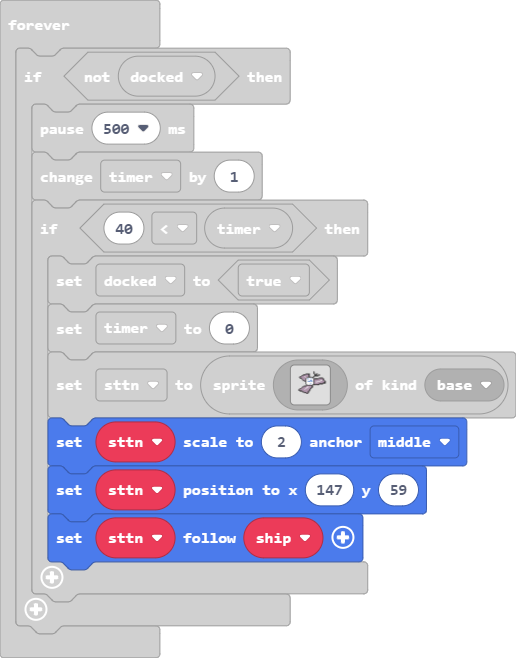 forever
if not docked then
pause 500 ms
change timer by 1
if 40 < timer then
set docked to true
set timer to 0
set sttn to sprite of kind base
set sttn scale to 2 anchor middle
set sttn position to x 147 y 59
set sttn follow ship